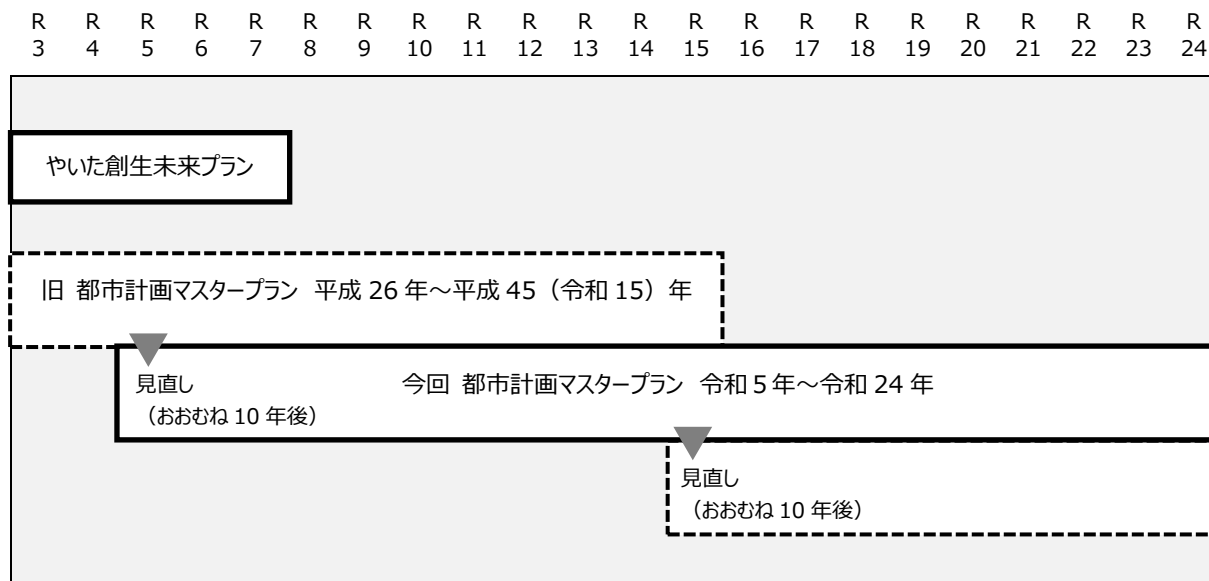 R R R R R R R R R R R R R R R R R R R R R R
3 4 5 6 7 8 9 10 11 12 13 14 15 16 17 18 19 20 21 22 23 24
やいた創生未来プラン
旧 都市計画マスタープラン 平成 26 年～平成 45（令和 15）年
見直し
（おおむね 10 年後）
今回 都市計画マスタープラン 令和 5 年～令和 24 年
見直し
（おおむね 10 年後）